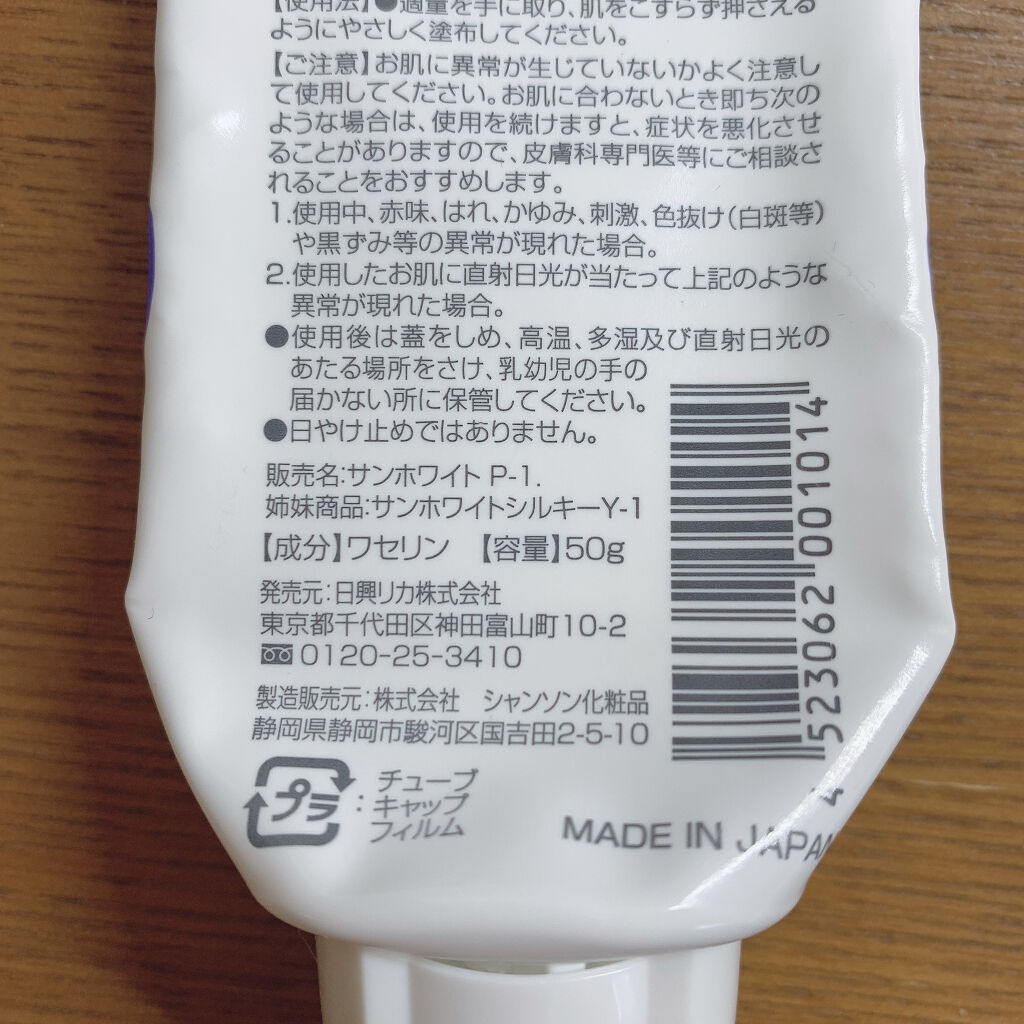 【使用法】●適量を手に取り、肌をこすらず押さえる
ようにやさしく塗布してください。
【ご注意】お肌に異常が生じていないかよく注意し
て使用してください。お肌に合わないとき即ち次の
ような場合は、使用を続けますと、症状を悪化させ
ることがありますので、皮膚科専門医等にご相談さ
れることをおすすめします。
1.使用中、赤味、はれ、かゆみ、刺激、色抜け(白斑等)
や黒ずみ等の異常が現れた場合。
2.使用したお肌に直射日光が当たって上記のような
異常が現れた場合。
●使用後は蓋をしめ、高温、多湿及び直射日光の
あたる場所をさけ、乳幼児の手の
届かない所に保管してください。
●日やけ止めではありません。
販売名:サンホワイト P-1.
姉妹商品:サンホワイトシルキーY-1
【成分】ワセリン 【容量】50g
発売元:日興リカ株式会社
東京都千代田区神田富山町10-2
0120-25-3410
製造販売元:株式会社 シャンソン化粧品
静岡県静岡市駿河区国吉田2-5-10
プラ:チューブ
キャップ
フィルム
MADE IN JAPAN
4 523062 001014